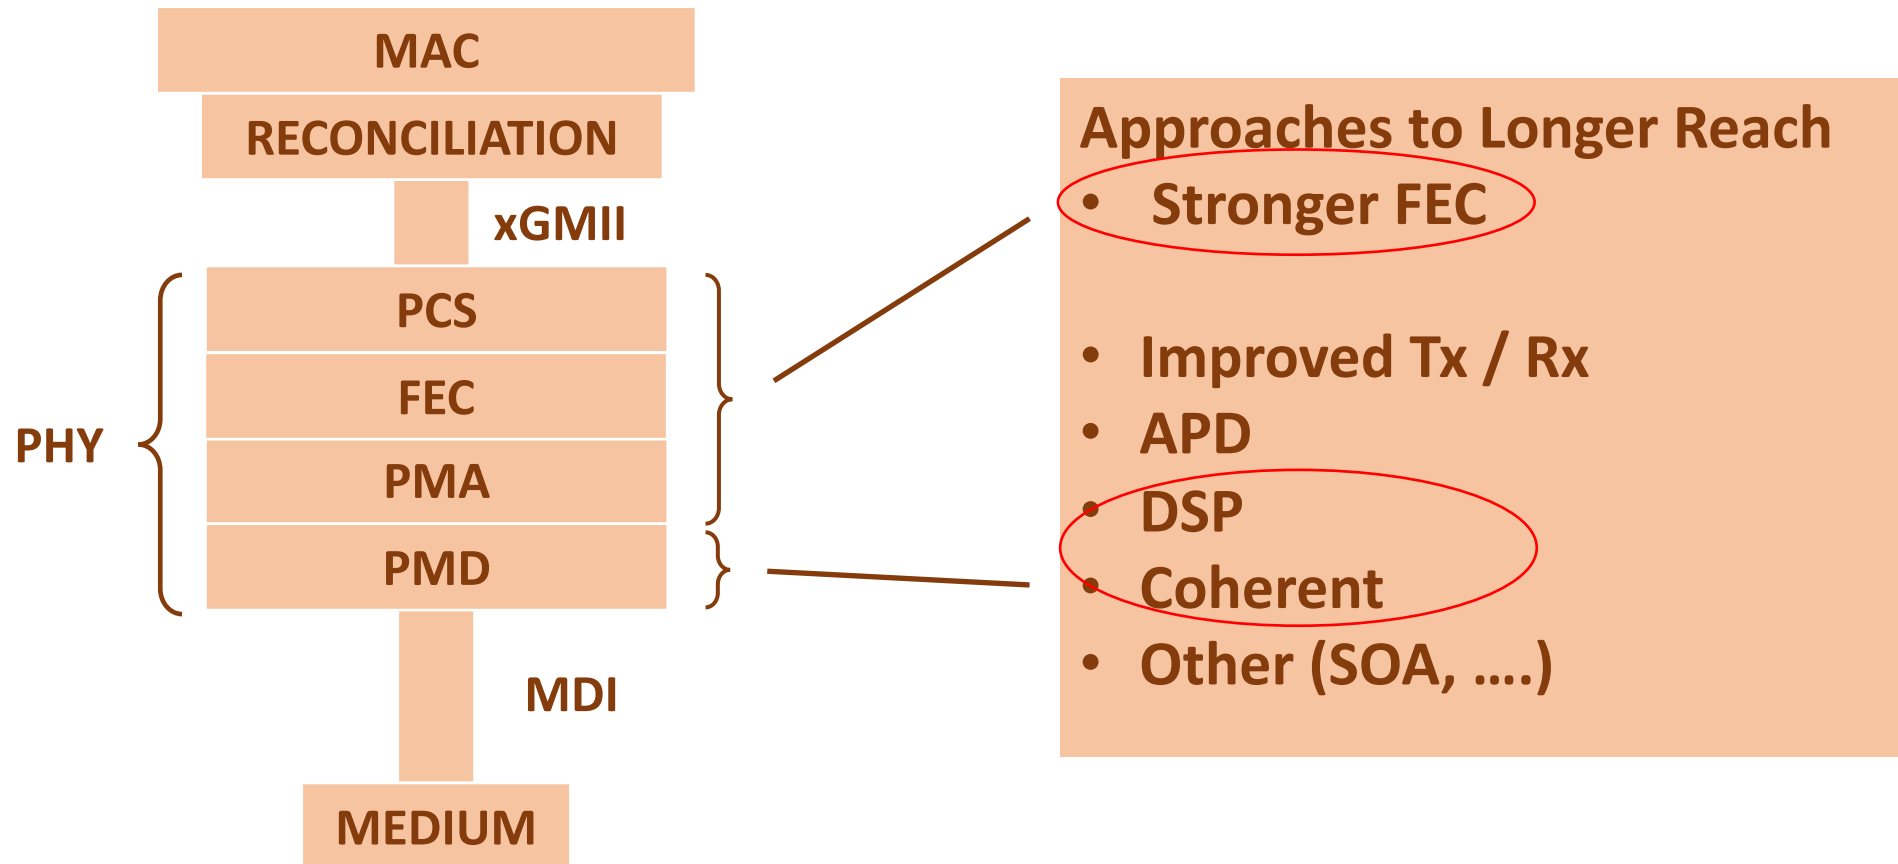 MAC
RECONCILIATION
xGMII
PCS
FEC
PMA
PMD
PHY
MDI
MEDIUM
Approaches to Longer Reach
• Stronger FEC
• Improved Tx / Rx
• APD
• DSP
• Coherent
• Other (SOA, ....)